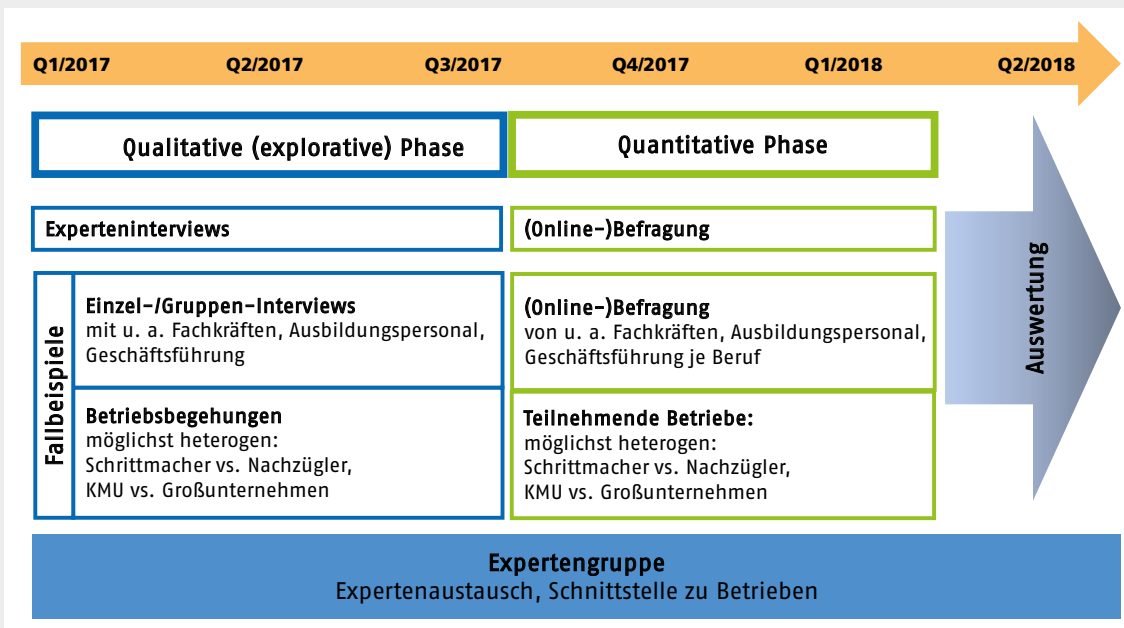 Q1/2017 Q2/2017 Q3/2017 Q4/2017 Q1/2018 Q2/2018
Qualitative (explorative) Phase
Quantitative Phase
Experteninterviews
(Online-)Befragung
Fallbeispiele
Einzel-/Gruppen-Interviews
mit u. a. Fachkräften, Ausbildungspersonal,
Geschäftsführung
(Online-)Befragung
von u. a. Fachkräften, Ausbildungspersonal,
Geschäftsführung je Beruf
Betriebsbegehungen
möglichst heterogen:
Schrittmacher vs. Nachzügler,
KMU vs. Großunternehmen
Teilnehmende Betriebe:
möglichst heterogen:
Schrittmacher vs. Nachzügler,
KMU vs. Großunternehmen
Auswertung
Expertengruppe
Expertenaustausch, Schnittstelle zu Betrieben